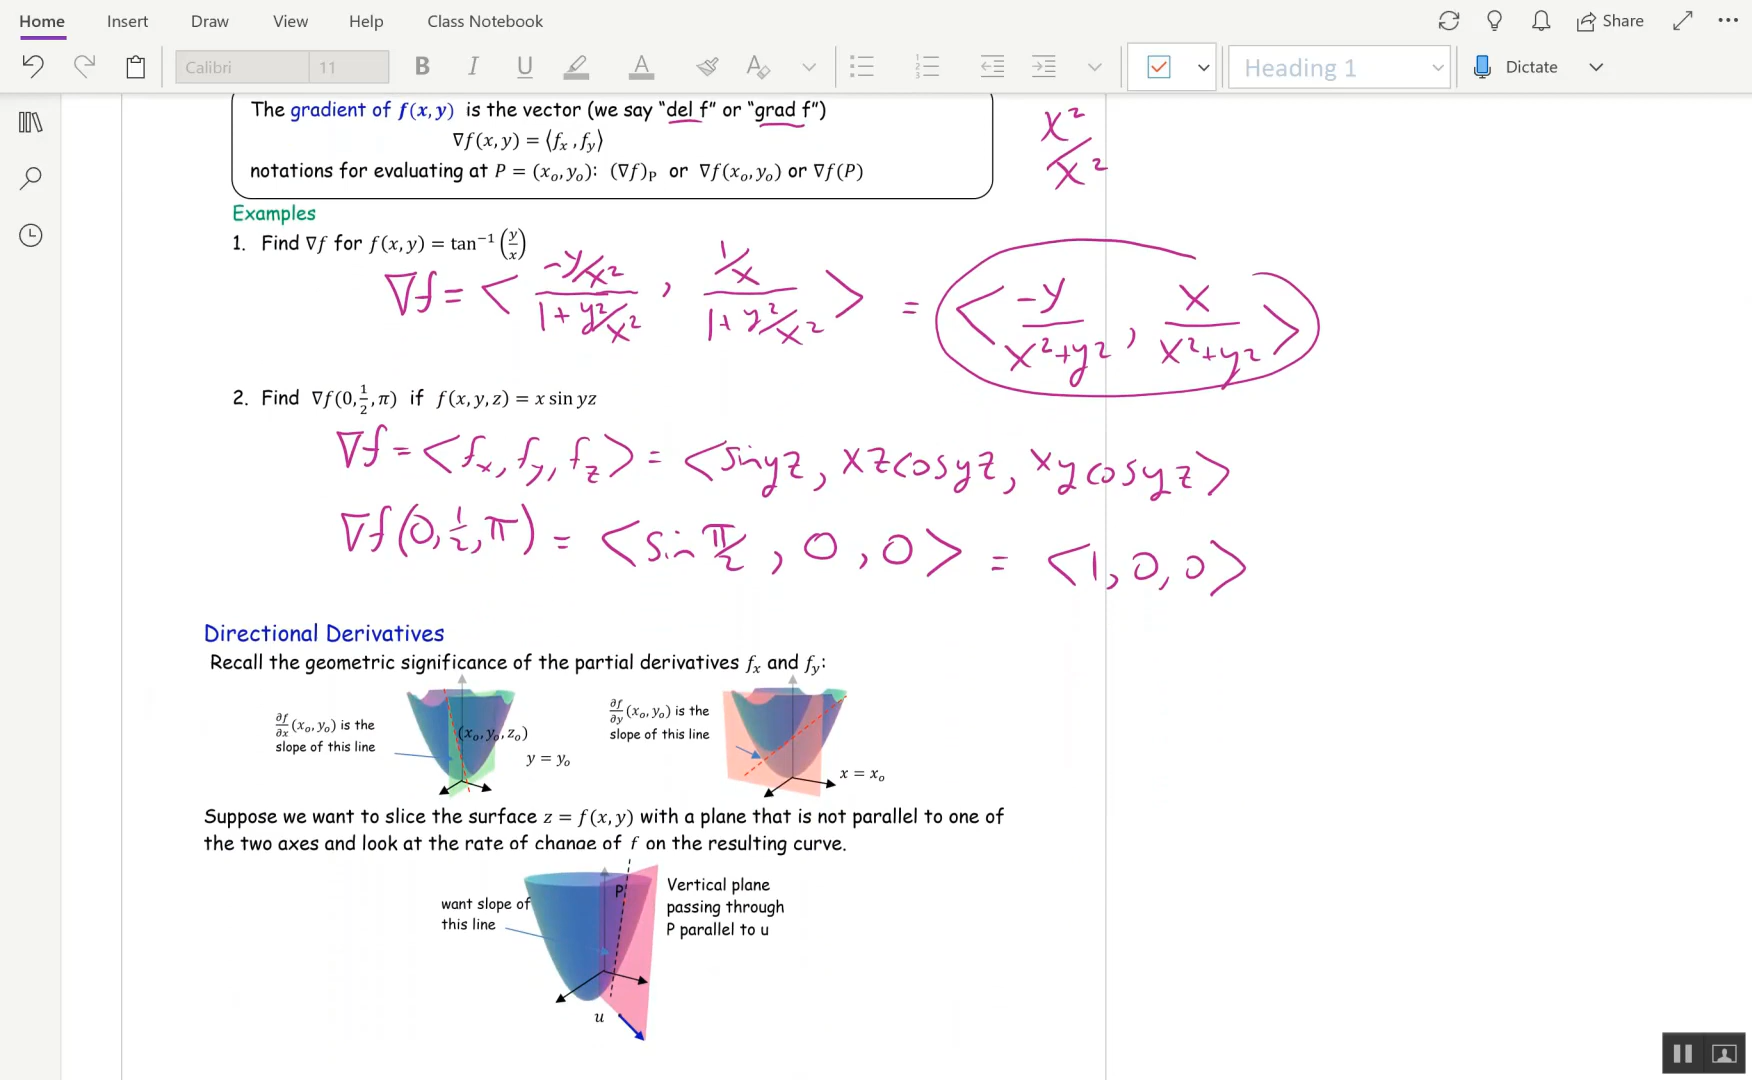 Home Insert Draw View Help Class Notebook Share
Calibri 11 B I U A A Heading 1 Dictate
The gradient of f(x, y) is the vector (we say “del f” or “grad f”)
∇f(x, y) = ⟨fₓ , f_y⟩
notations for evaluating at P = (xₒ, yₒ): (∇f)_P or ∇f(xₒ, yₒ) or ∇f(P)
x²/x²
Examples
1. Find ∇f for f(x, y) = tan⁻¹ (y/x)
∇f = < (-y/x²)/(1 + y²/x²) , (1/x)/(1 + y²/x²) > = < -y/(x²+y²) , x/(x²+y²) >
2. Find ∇f(0, 1/2, π) if f(x, y, z) = x sin yz
∇f = <fₓ, f_y, f_z> = <sin yz, xz cos yz, xy cos yz>
∇f(0, 1/2, π) = <sin π/2 , 0 , 0> = <1, 0, 0>
Directional Derivatives
Recall the geometric significance of the partial derivatives fₓ and f_y:
∂f/∂x (xₒ, yₒ) is the
slope of this line
(xₒ, yₒ, zₒ)
y = yₒ
∂f/∂y (xₒ, yₒ) is the
slope of this line
x = xₒ
Suppose we want to slice the surface z = f(x, y) with a plane that is not parallel to one of
the two axes and look at the rate of change of f on the resulting curve.
want slope of
this line
P
Vertical plane
passing through
P parallel to u
u